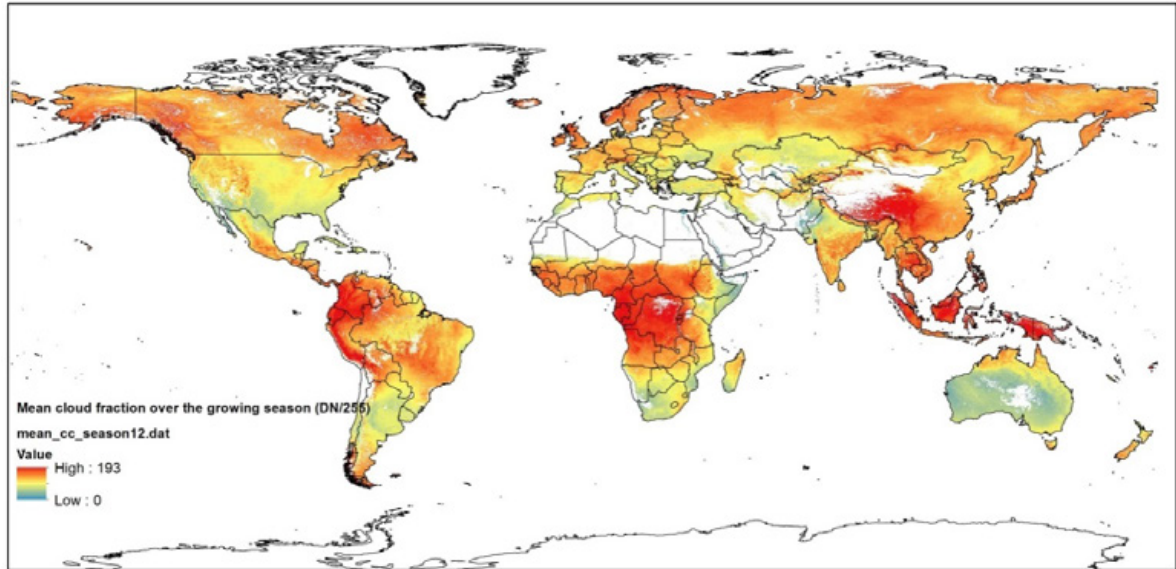 Mean cloud fraction over the growing season (DN/255)
mean_cc_season12.dat
Value
High : 193
Low : 0